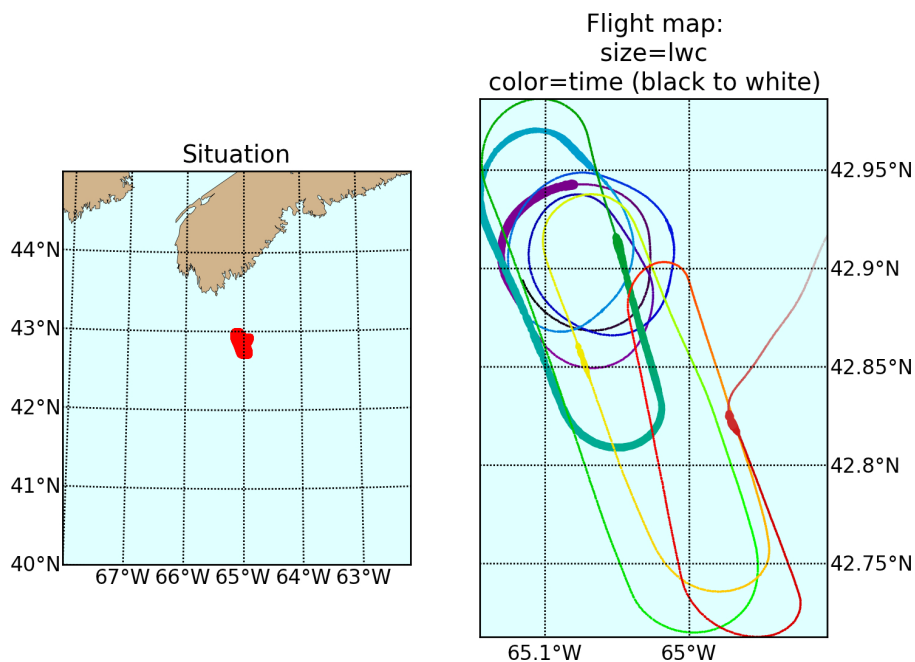 Situation
44°N
43°N
42°N
41°N
40°N
67°W 66°W 65°W 64°W 63°W
Flight map:
size=lwc
color=time (black to white)
42.95°N
42.9°N
42.85°N
42.8°N
42.75°N
65.1°W 65°W